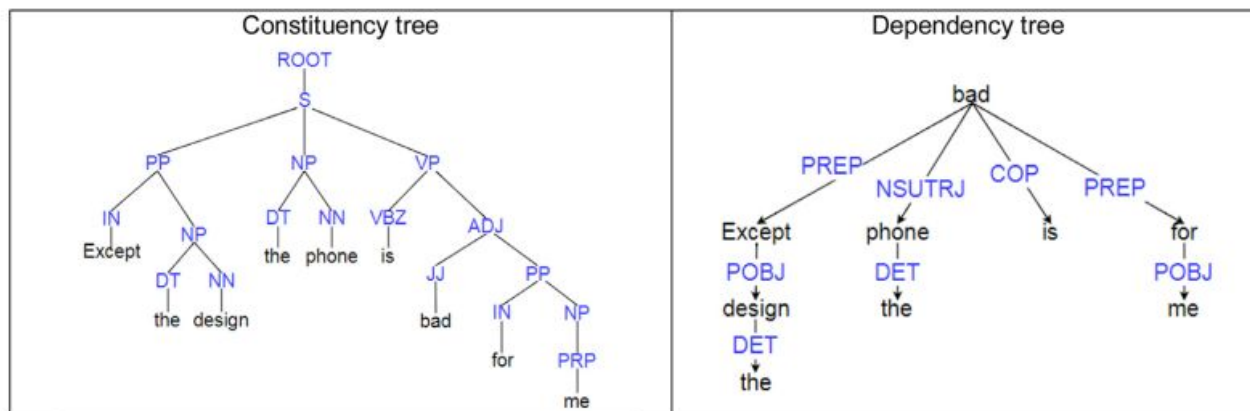 Constituency tree
ROOT
S
PP NP VP
IN NP DT NN VBZ ADJ
Except the phone is
DT NN JJ PP
the design bad IN NP
for PRP
me
Dependency tree
bad
PREP NSUTRJ COP PREP
Except phone is for
POBJ DET POBJ
design the me
DET
the